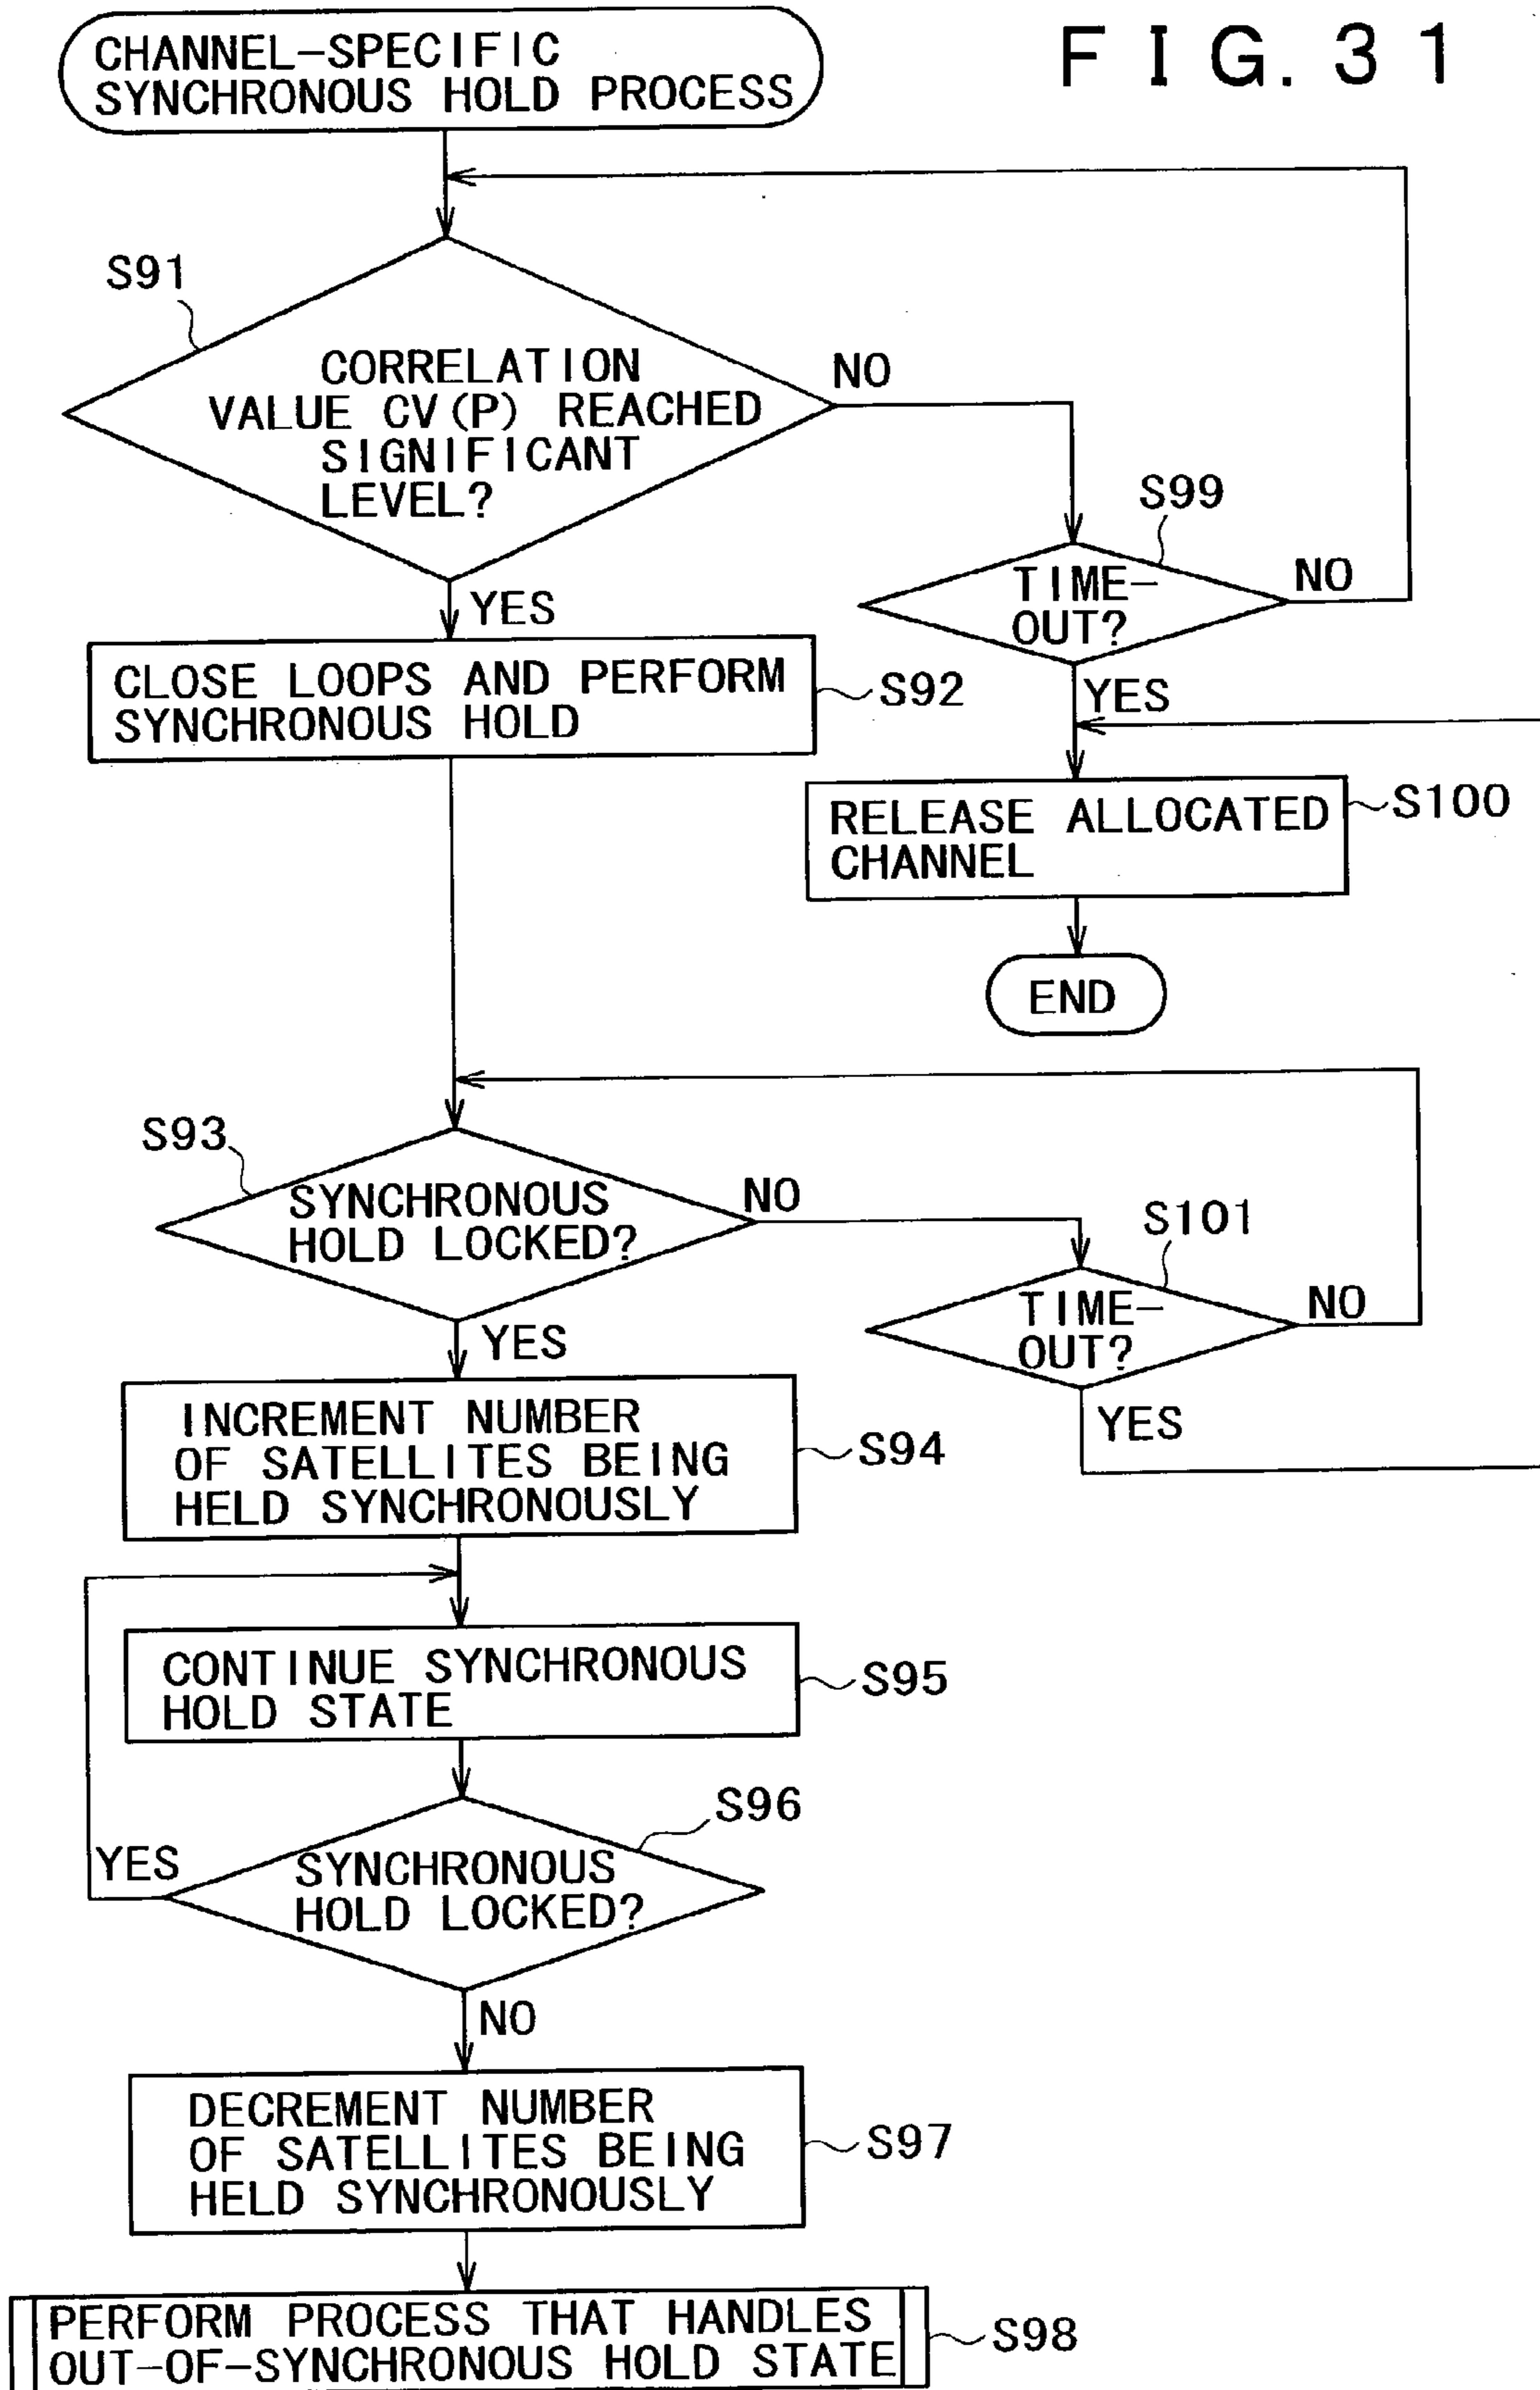 FIG. 31
CHANNEL-SPECIFIC
SYNCHRONOUS HOLD PROCESS
S91
CORRELATION
VALUE CV(P) REACHED
SIGNIFICANT
LEVEL?
NO
YES
S99
TIME-
OUT?
NO
YES
CLOSE LOOPS AND PERFORM
SYNCHRONOUS HOLD
S92
RELEASE ALLOCATED
CHANNEL
S100
END
S93
SYNCHRONOUS
HOLD LOCKED?
NO
YES
S101
TIME-
OUT?
NO
YES
INCREMENT NUMBER
OF SATELLITES BEING
HELD SYNCHRONOUSLY
S94
CONTINUE SYNCHRONOUS
HOLD STATE
S95
S96
SYNCHRONOUS
HOLD LOCKED?
YES
NO
DECREMENT NUMBER
OF SATELLITES BEING
HELD SYNCHRONOUSLY
S97
PERFORM PROCESS THAT HANDLES
OUT-OF-SYNCHRONOUS HOLD STATE
S98